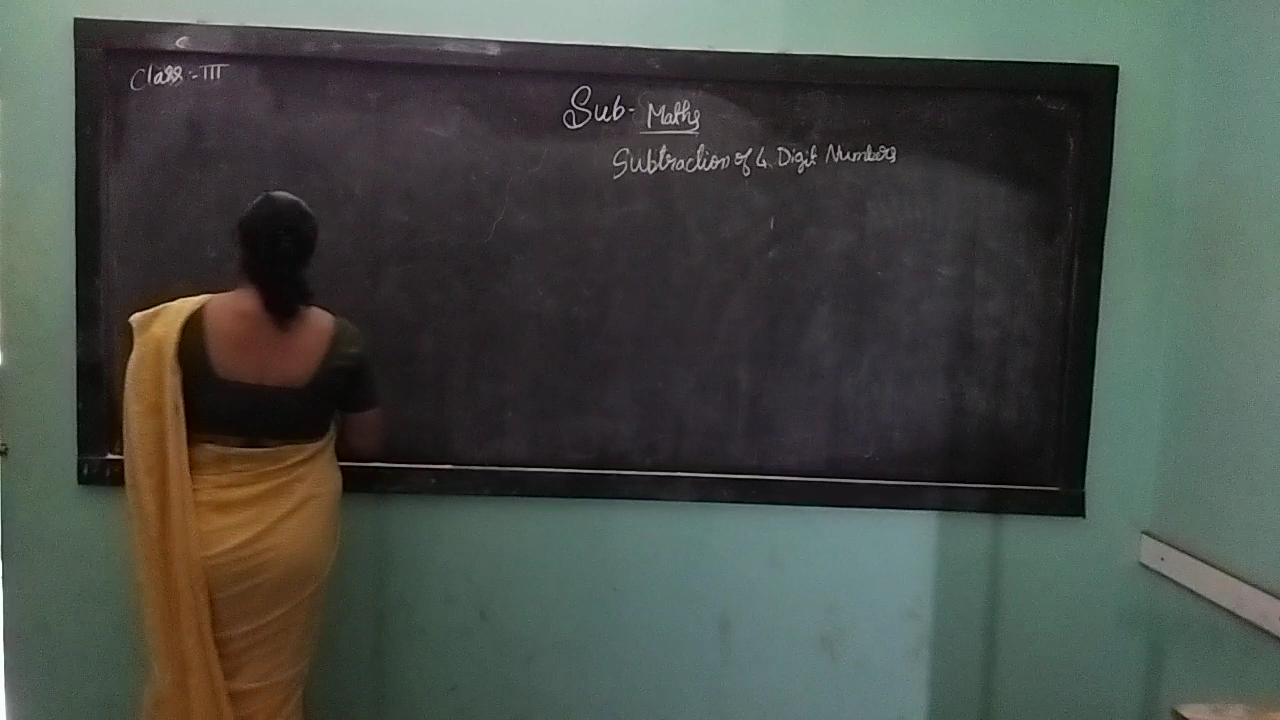 Class :- III
Sub- Maths
Subtraction of 4 Digit Numbers